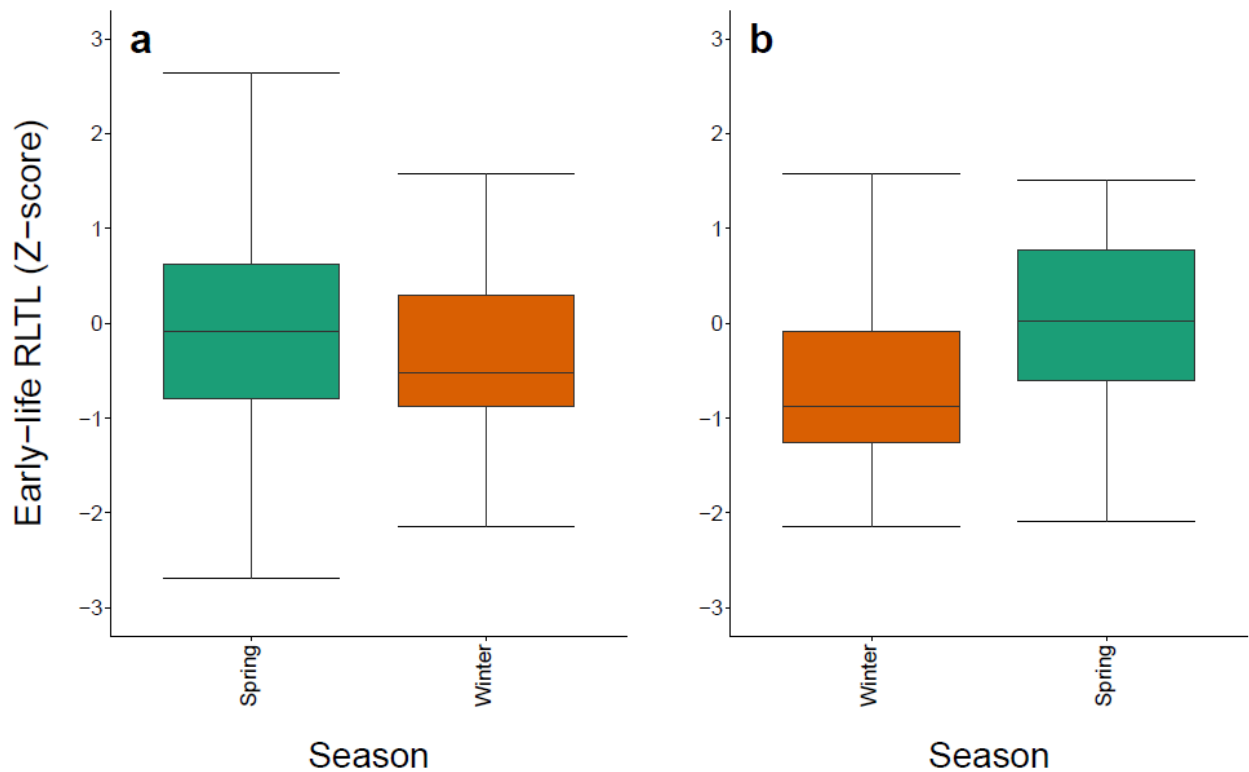 a
Early−life RLTL (Z−score)
3
2
1
0
−1
−2
−3
Spring
Winter
Season
b
3
2
1
0
−1
−2
−3
Winter
Spring
Season